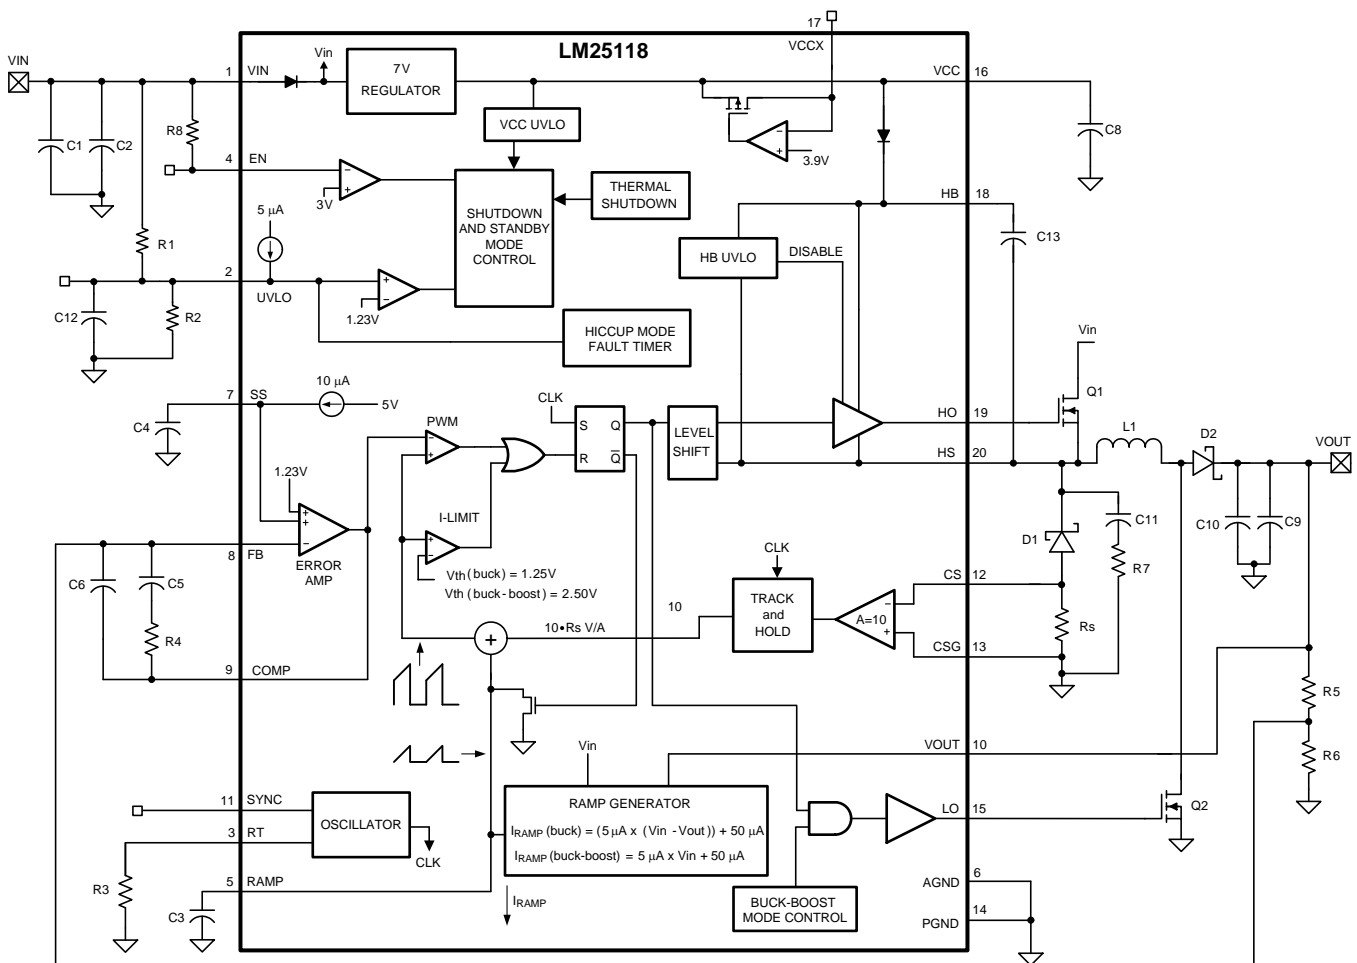 LM25118
17
VCCX
VIN
1
VIN
Vin
7V
REGULATOR
VCC
16
C1
C2
R8
VCC UVLO
3.9V
C8
4
EN
3V
THERMAL
SHUTDOWN
HB
18
SHUTDOWN
AND STANDBY
MODE
CONTROL
5 µA
R1
HB UVLO
DISABLE
C13
2
UVLO
1.23V
C12
R2
HICCUP MODE
FAULT TIMER
Vin
7
SS
10 µA
5V
C4
PWM
CLK
S
Q
R
Q̅
LEVEL
SHIFT
HO
19
Q1
L1
D2
VOUT
HS
20
1.23V
I-LIMIT
C11
C10
C9
D1
R7
8
FB
ERROR
AMP
Vth (buck) = 1.25V
Vth (buck-boost) = 2.50V
CLK
CS
12
C6
C5
R4
10
TRACK
and
HOLD
A=10
Rs
10•Rs V/A
CSG
13
9
COMP
R5
R6
Vin
VOUT
10
RAMP GENERATOR
IRAMP (buck) = (5 µA x (Vin -Vout)) + 50 µA
IRAMP (buck-boost) = 5 µA x Vin + 50 µA
Q2
LO
15
11
SYNC
OSCILLATOR
3
RT
CLK
R3
5
RAMP
C3
IRAMP
BUCK-BOOST
MODE CONTROL
6
AGND
14
PGND